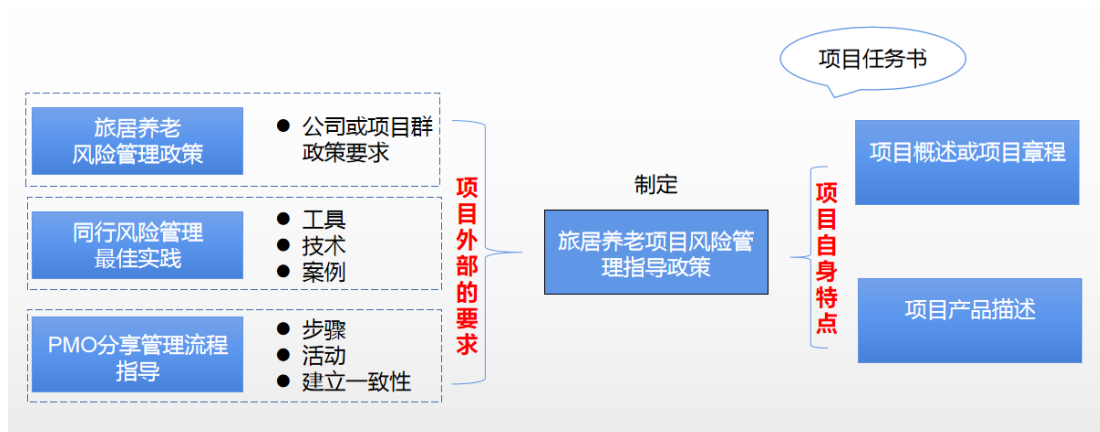 项目任务书
旅居养老
风险管理政策
● 公司或项目群
政策要求
同行风险管理
最佳实践
● 工具
● 技术
● 案例
PMO分享管理流程
指导
● 步骤
● 活动
● 建立一致性
项目外部的要求
制定
旅居养老项目风险管
理指导政策
项目自身特点
项目概述或项目章程
项目产品描述